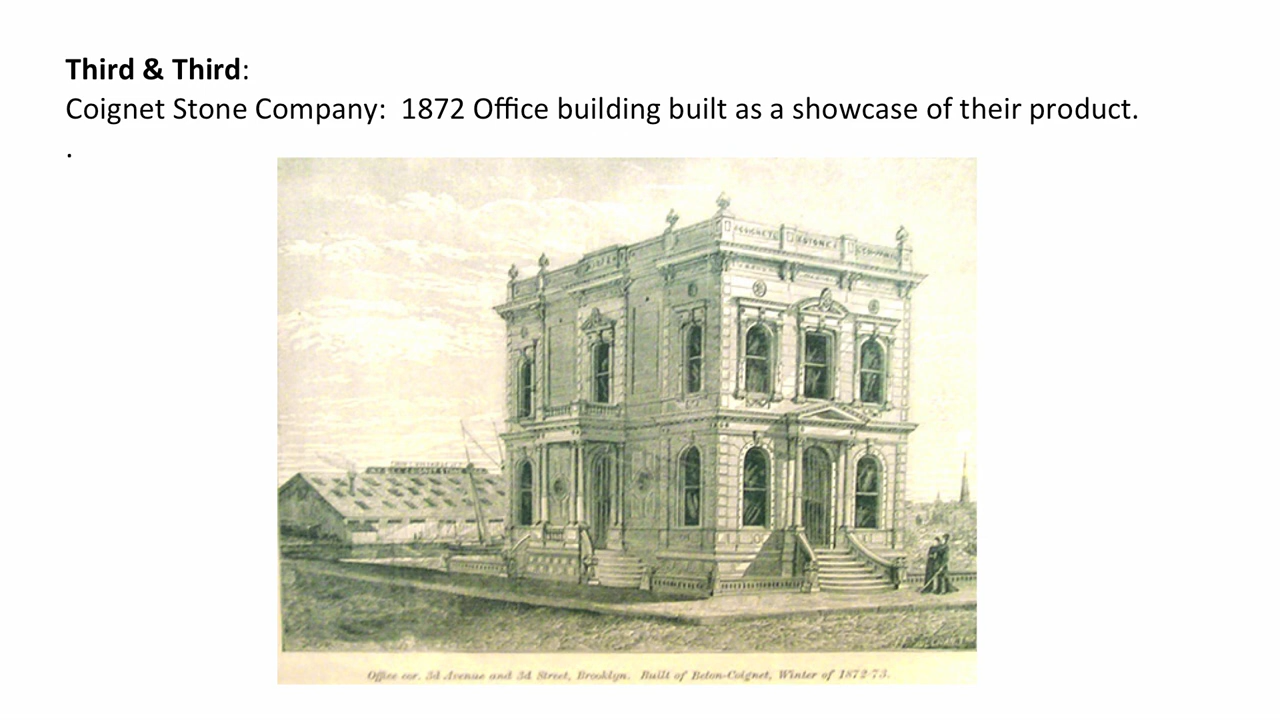 Third & Third:
Coignet Stone Company: 1872 Office building built as a showcase of their product.
.
COIGNET STONE COMPANY
Office cor. 3d Avenue and 3d Street, Brooklyn. Built of Beton-Coignet, Winter of 1872-73.